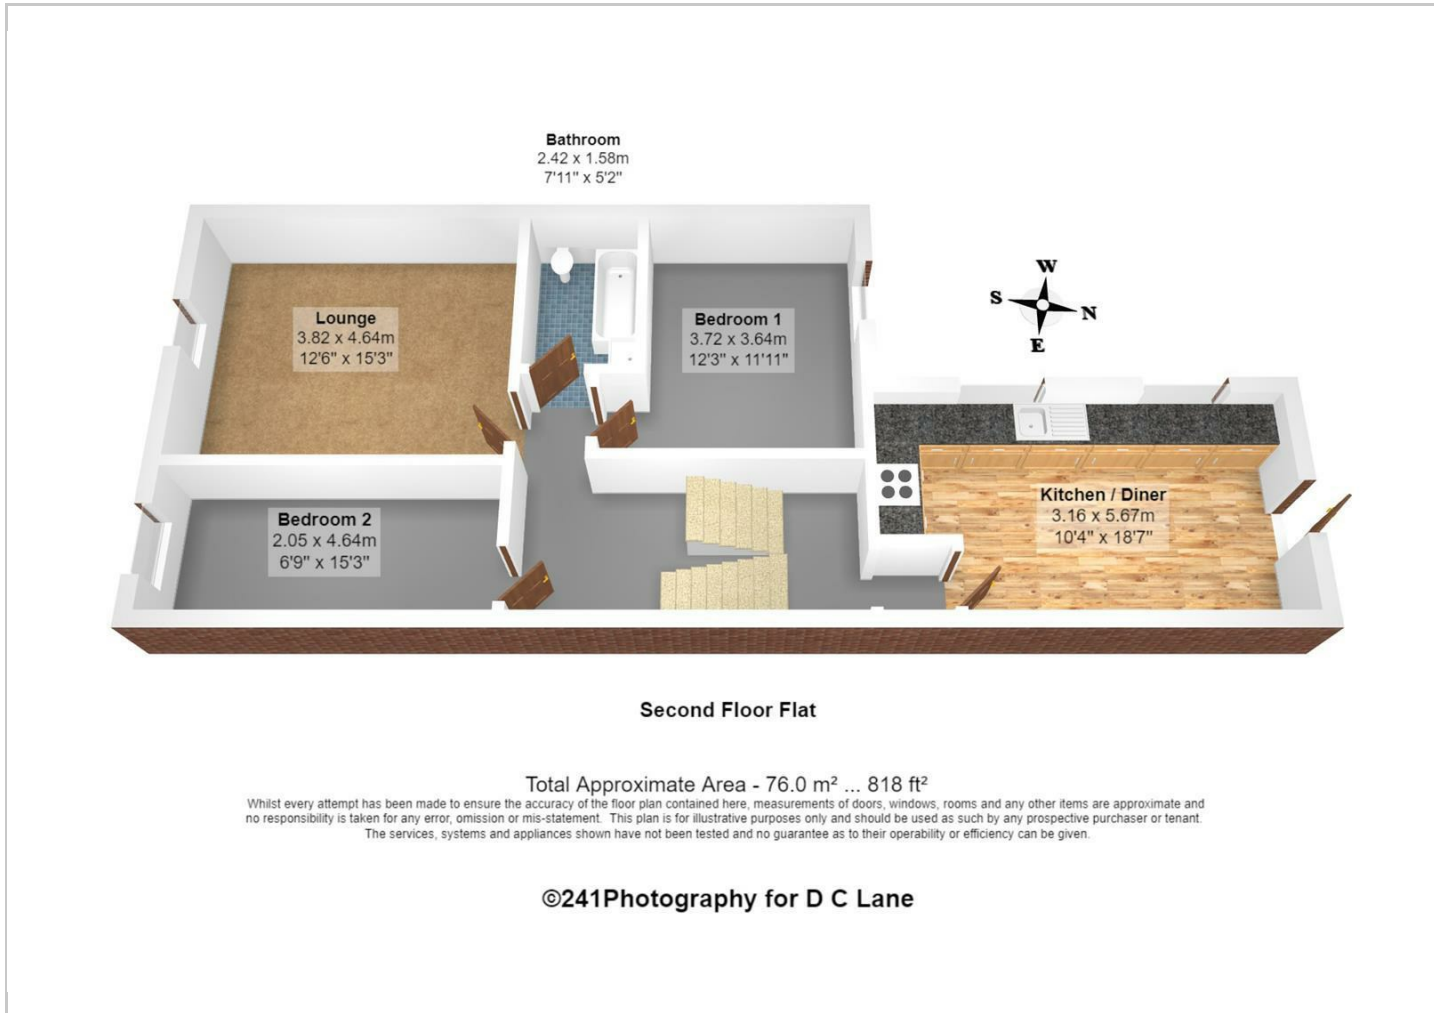 Bathroom
2.42 x 1.58m
7'11" x 5'2"
Lounge
3.82 x 4.64m
12'6" x 15'3"
Bedroom 1
3.72 x 3.64m
12'3" x 11'11"
W
S
N
E
Kitchen / Diner
3.16 x 5.67m
10'4" x 18'7"
Bedroom 2
2.05 x 4.64m
6'9" x 15'3"
Second Floor Flat
Total Approximate Area - 76.0 m² ... 818 ft²
Whilst every attempt has been made to ensure the accuracy of the floor plan contained here, measurements of doors, windows, rooms and any other items are approximate and
no responsibility is taken for any error, omission or mis-statement. This plan is for illustrative purposes only and should be used as such by any prospective purchaser or tenant.
The services, systems and appliances shown have not been tested and no guarantee as to their operability or efficiency can be given.
©241Photography for D C Lane